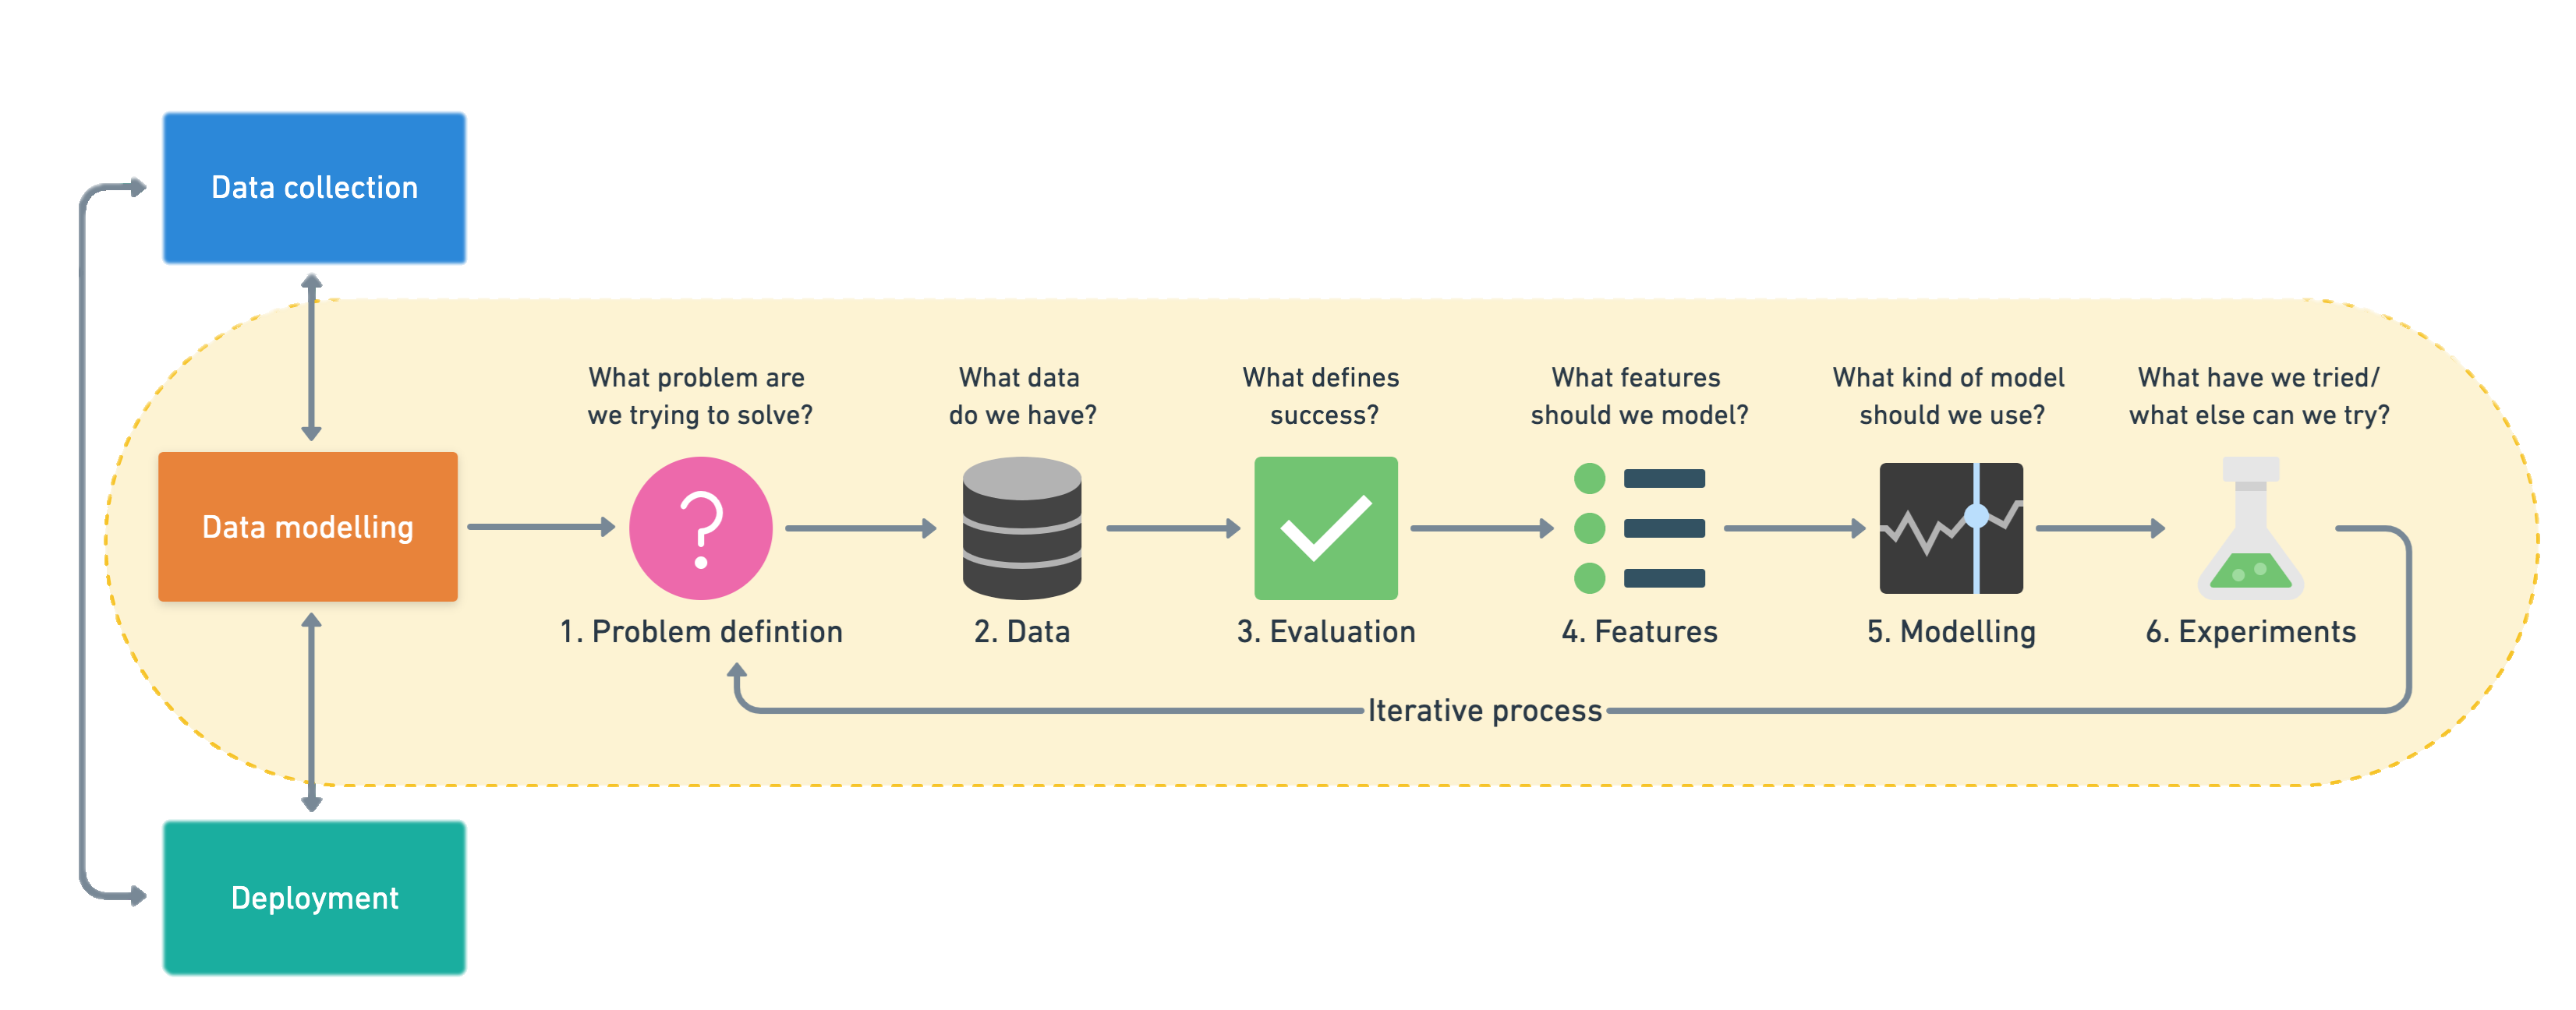 Data collection
What problem are
we trying to solve?
What data
do we have?
What defines
success?
What features
should we model?
What kind of model
should we use?
What have we tried/
what else can we try?
Data modelling
1. Problem defintion
2. Data
3. Evaluation
4. Features
5. Modelling
6. Experiments
Iterative process
Deployment